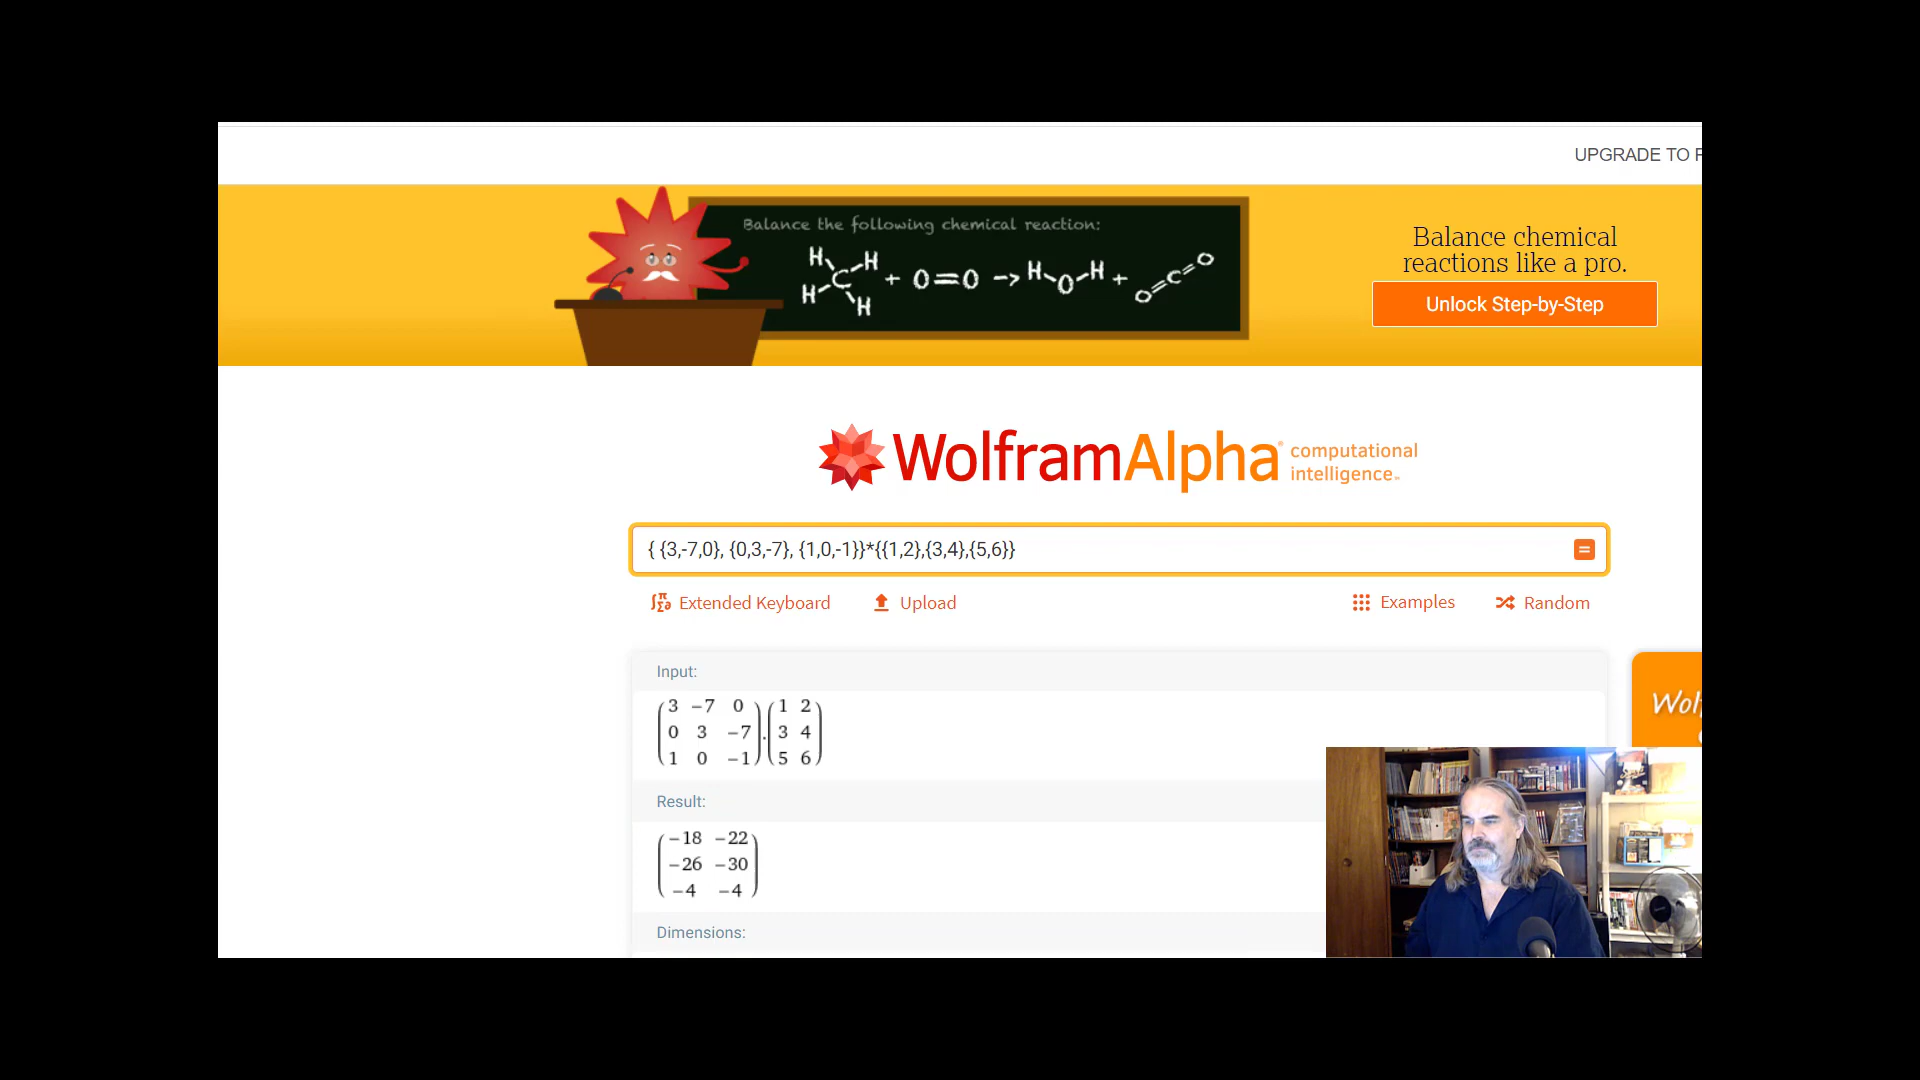 UPGRADE TO
Balance the following chemical reaction:
H H
C + O=O -> H O H + O=C=O
H H
Balance chemical
reactions like a pro.
Unlock Step-by-Step
WolframAlpha computational
intelligence™
{ {3,-7,0}, {0,3,-7}, {1,0,-1}}*{{1,2},{3,4},{5,6}}
=
Extended Keyboard Upload Examples Random
Input:
(3 −7 0) (1 2)
(0 3 −7) . (3 4)
(1 0 −1) (5 6)
Wol
Result:
(−18 −22)
(−26 −30)
(−4 −4)
Dimensions: